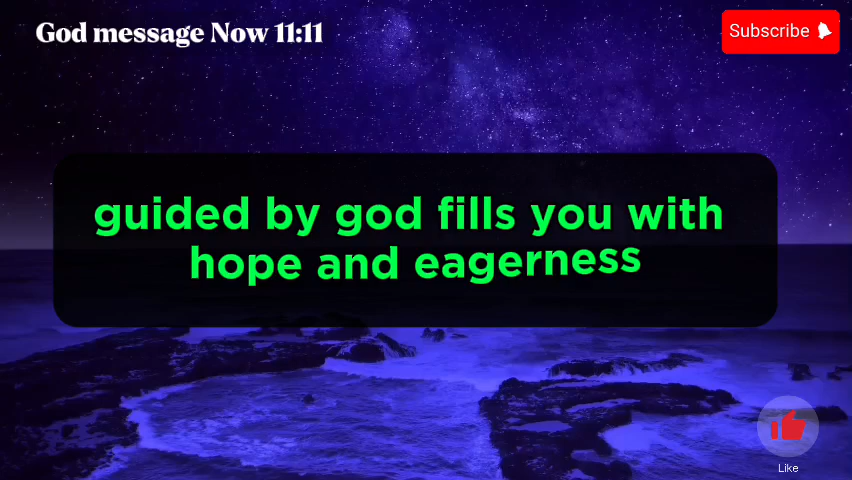 God message Now 11:11
Subscribe
guided by god fills you with
hope and eagerness
Like